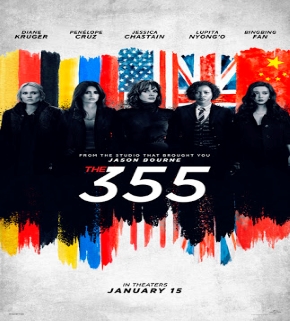 DIANE KRUGER
PENÉLOPE CRUZ
JESSICA CHASTAIN
LUPITA NYONG'O
BINGBING FAN
FROM THE STUDIO THAT BROUGHT YOU
JASON BOURNE
THE
355
IN THEATERS
JANUARY 15